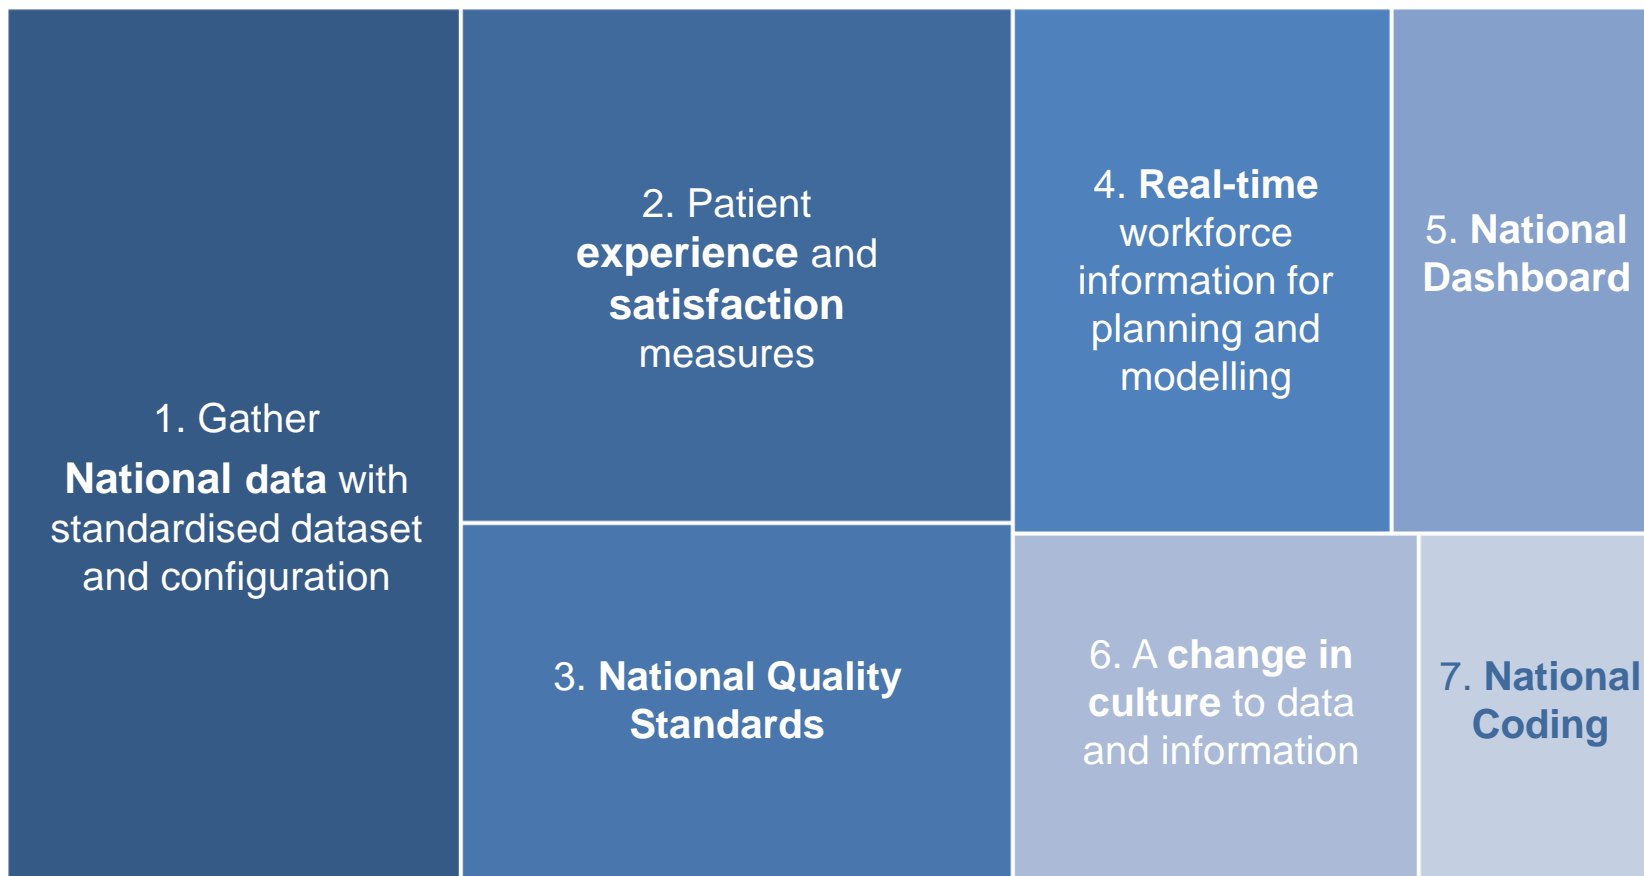 1. Gather
National data with
standardised dataset
and configuration
2. Patient
experience and
satisfaction
measures
3. National Quality
Standards
4. Real-time
workforce
information for
planning and
modelling
5. National
Dashboard
6. A change in
culture to data
and information
7. National
Coding